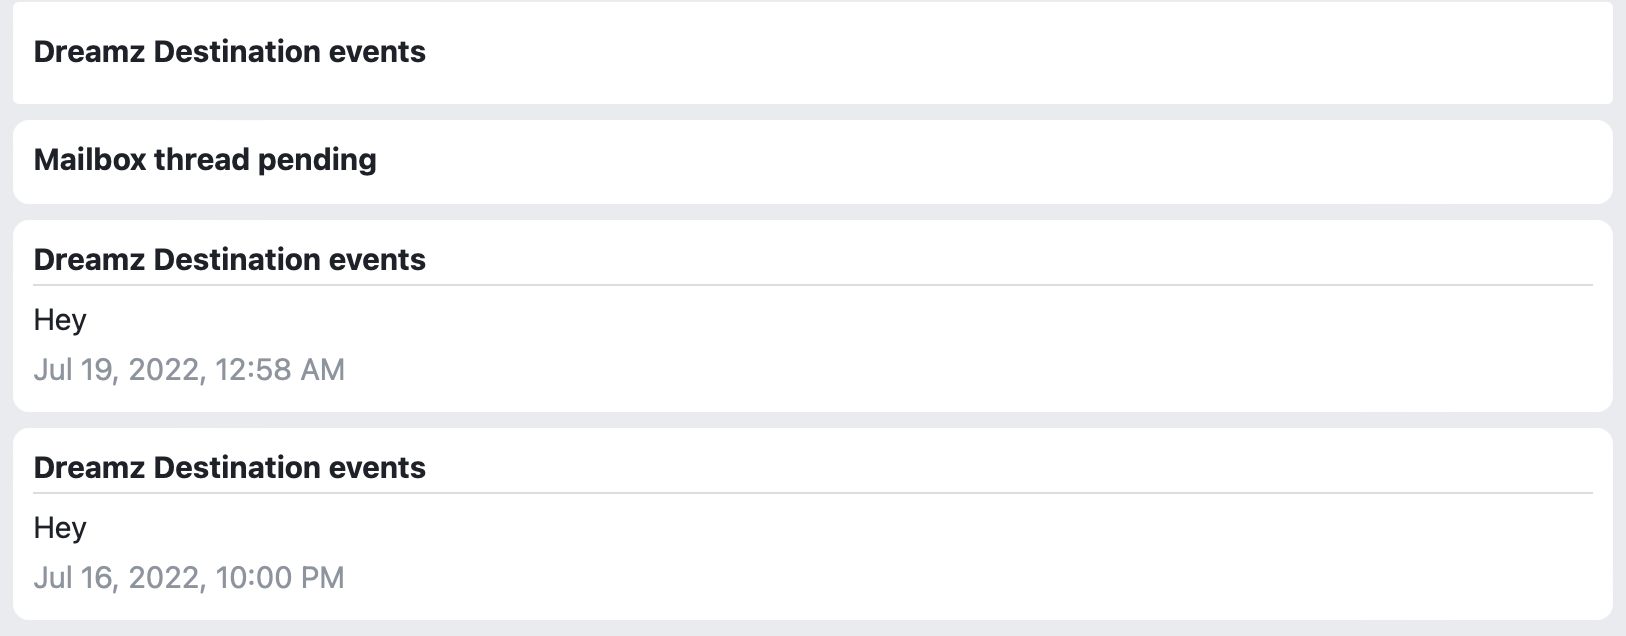 Dreamz Destination events
Mailbox thread pending
Dreamz Destination events
Hey
Jul 19, 2022, 12:58 AM
Dreamz Destination events
Hey
Jul 16, 2022, 10:00 PM